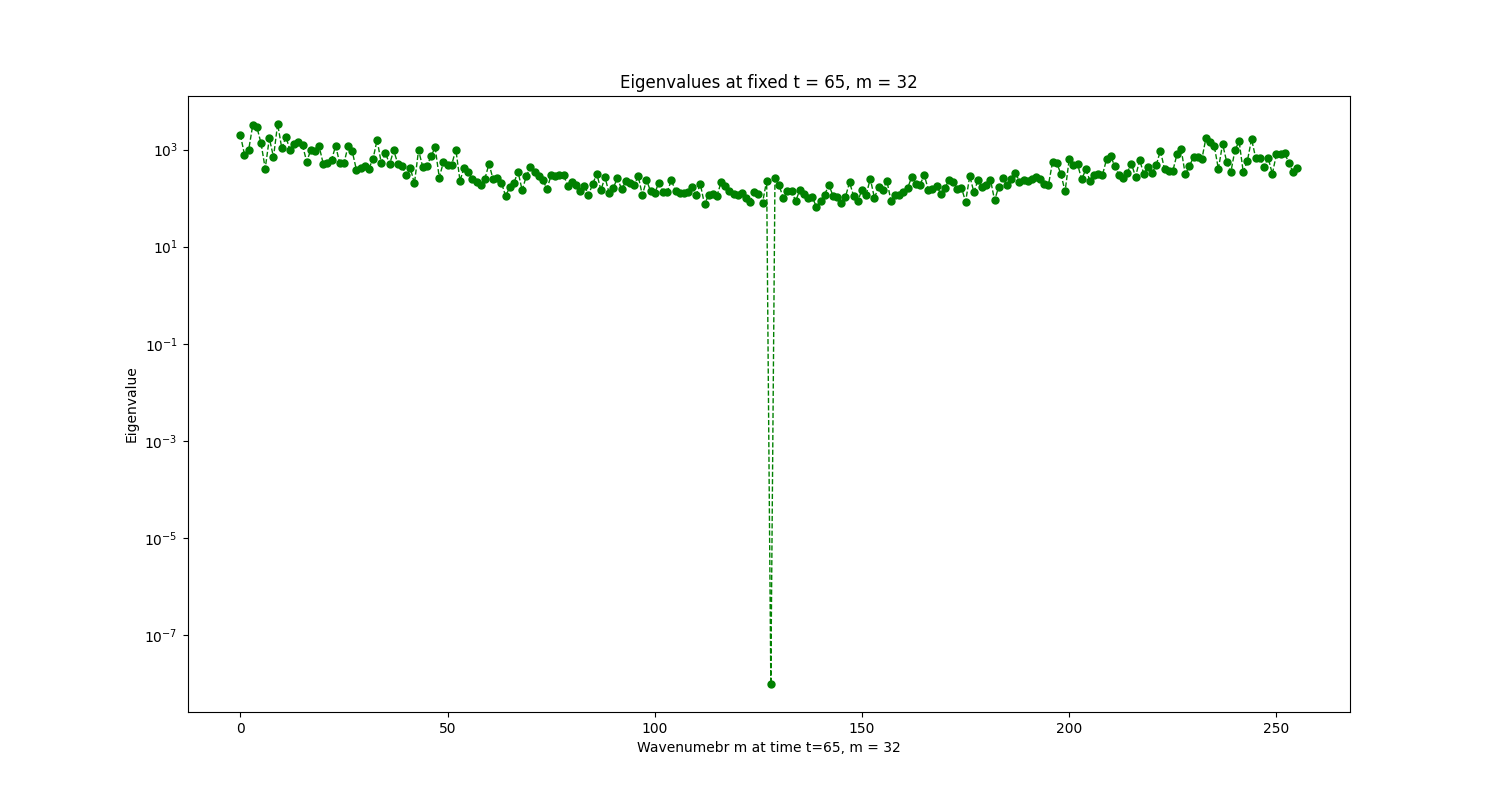 Eigenvalues at fixed t = 65, m = 32
Eigenvalue
10³
10¹
10⁻¹
10⁻³
10⁻⁵
10⁻⁷
0 50 100 150 200 250
Wavenumebr m at time t=65, m = 32